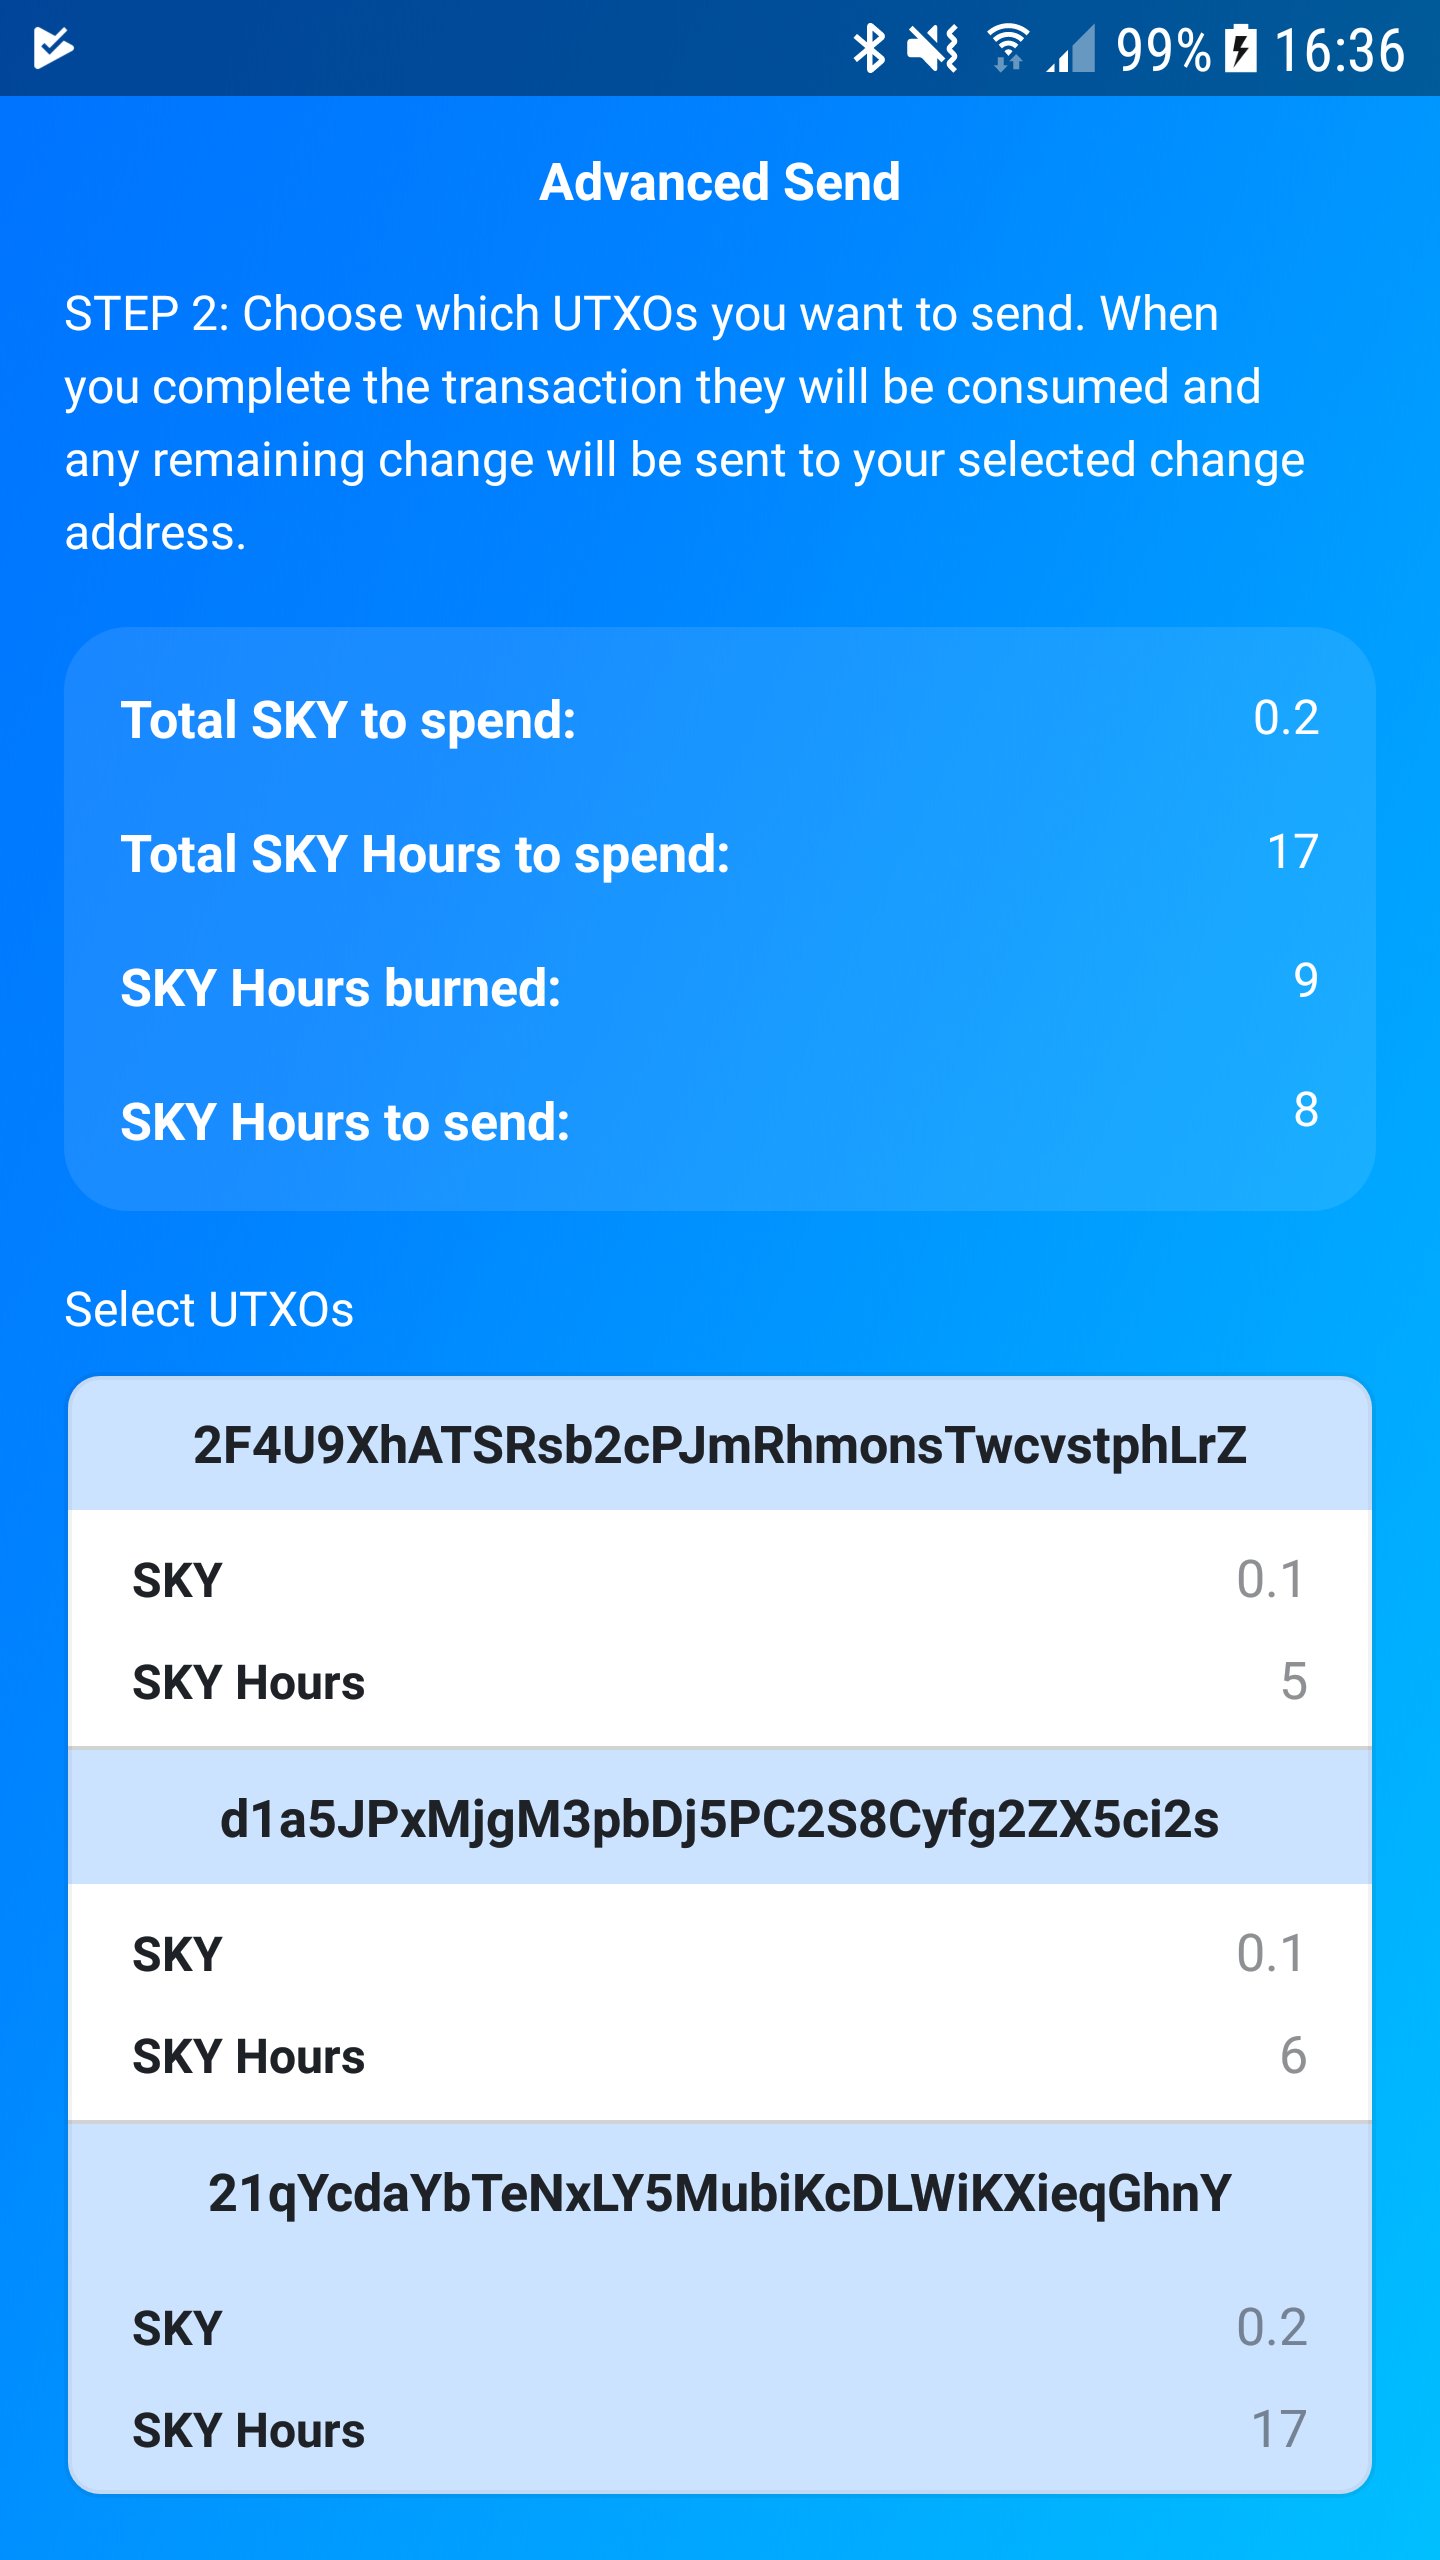 99% 16:36
Advanced Send
STEP 2: Choose which UTXOs you want to send. When
you complete the transaction they will be consumed and
any remaining change will be sent to your selected change
address.
Total SKY to spend: 0.2
Total SKY Hours to spend: 17
SKY Hours burned: 9
SKY Hours to send: 8
Select UTXOs
2F4U9XhATSRsb2cPJmRhmonsTwcvstphLrZ
SKY 0.1
SKY Hours 5
d1a5JPxMjgM3pbDj5PC2S8Cyfg2ZX5ci2s
SKY 0.1
SKY Hours 6
21qYcdaYbTeNxLY5MubiKcDLWiKXieqGhnY
SKY 0.2
SKY Hours 17